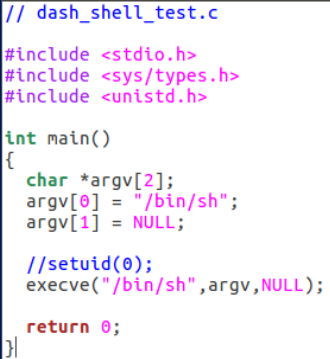 // dash_shell_test.c
#include <stdio.h>
#include <sys/types.h>
#include <unistd.h>
int main()
{
  char *argv[2];
  argv[0] = "/bin/sh";
  argv[1] = NULL;
  //setuid(0);
  execve("/bin/sh",argv,NULL);
  return 0;
}